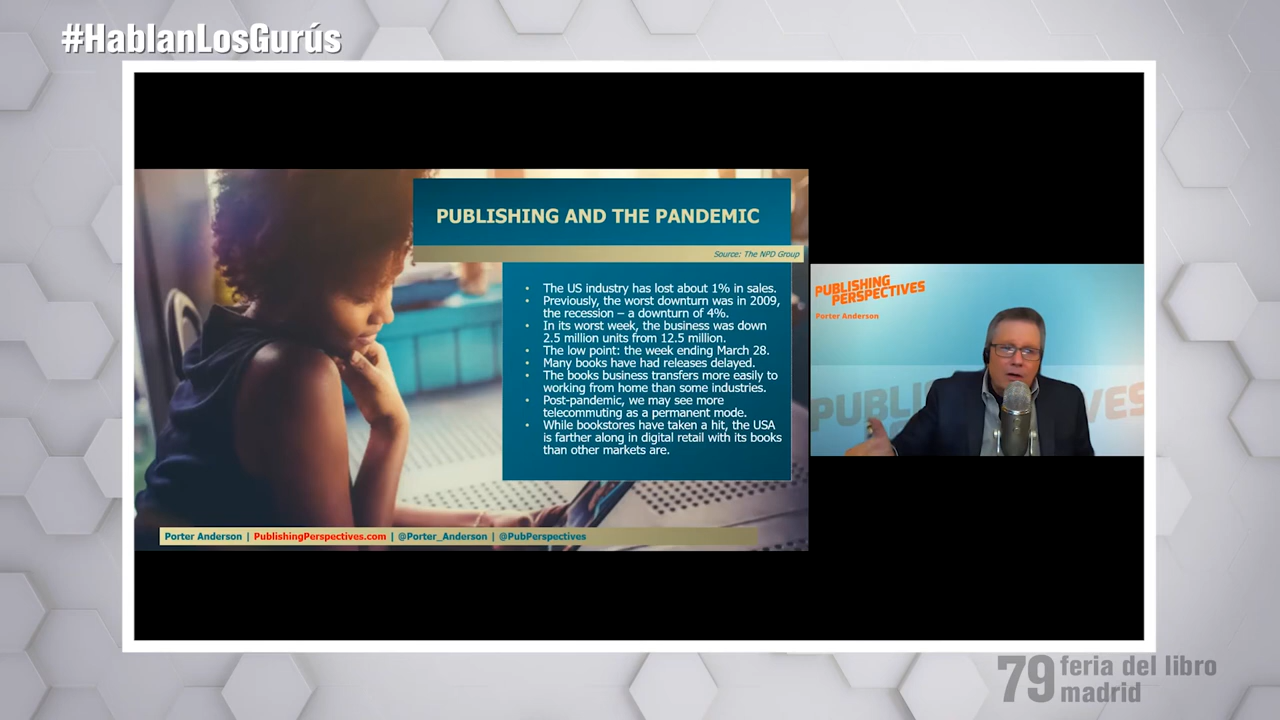 #HablanLosGurús
PUBLISHING AND THE PANDEMIC
Source: The NPD Group
• The US industry has lost about 1% in sales.
• Previously, the worst downturn was in 2009,
the recession – a downturn of 4%.
• In its worst week, the business was down
2.5 million units from 12.5 million.
• The low point: the week ending March 28.
• Many books have had releases delayed.
• The books business transfers more easily to
working from home than some industries.
• Post-pandemic, we may see more
telecommuting as a permanent mode.
• While bookstores have taken a hit, the USA
is farther along in digital retail with its books
than other markets are.
Porter Anderson | PublishingPerspectives.com | @Porter_Anderson | @PubPerspectives
PUBLISHING
PERSPECTIVES
Porter Anderson
79 feria del libro
madrid